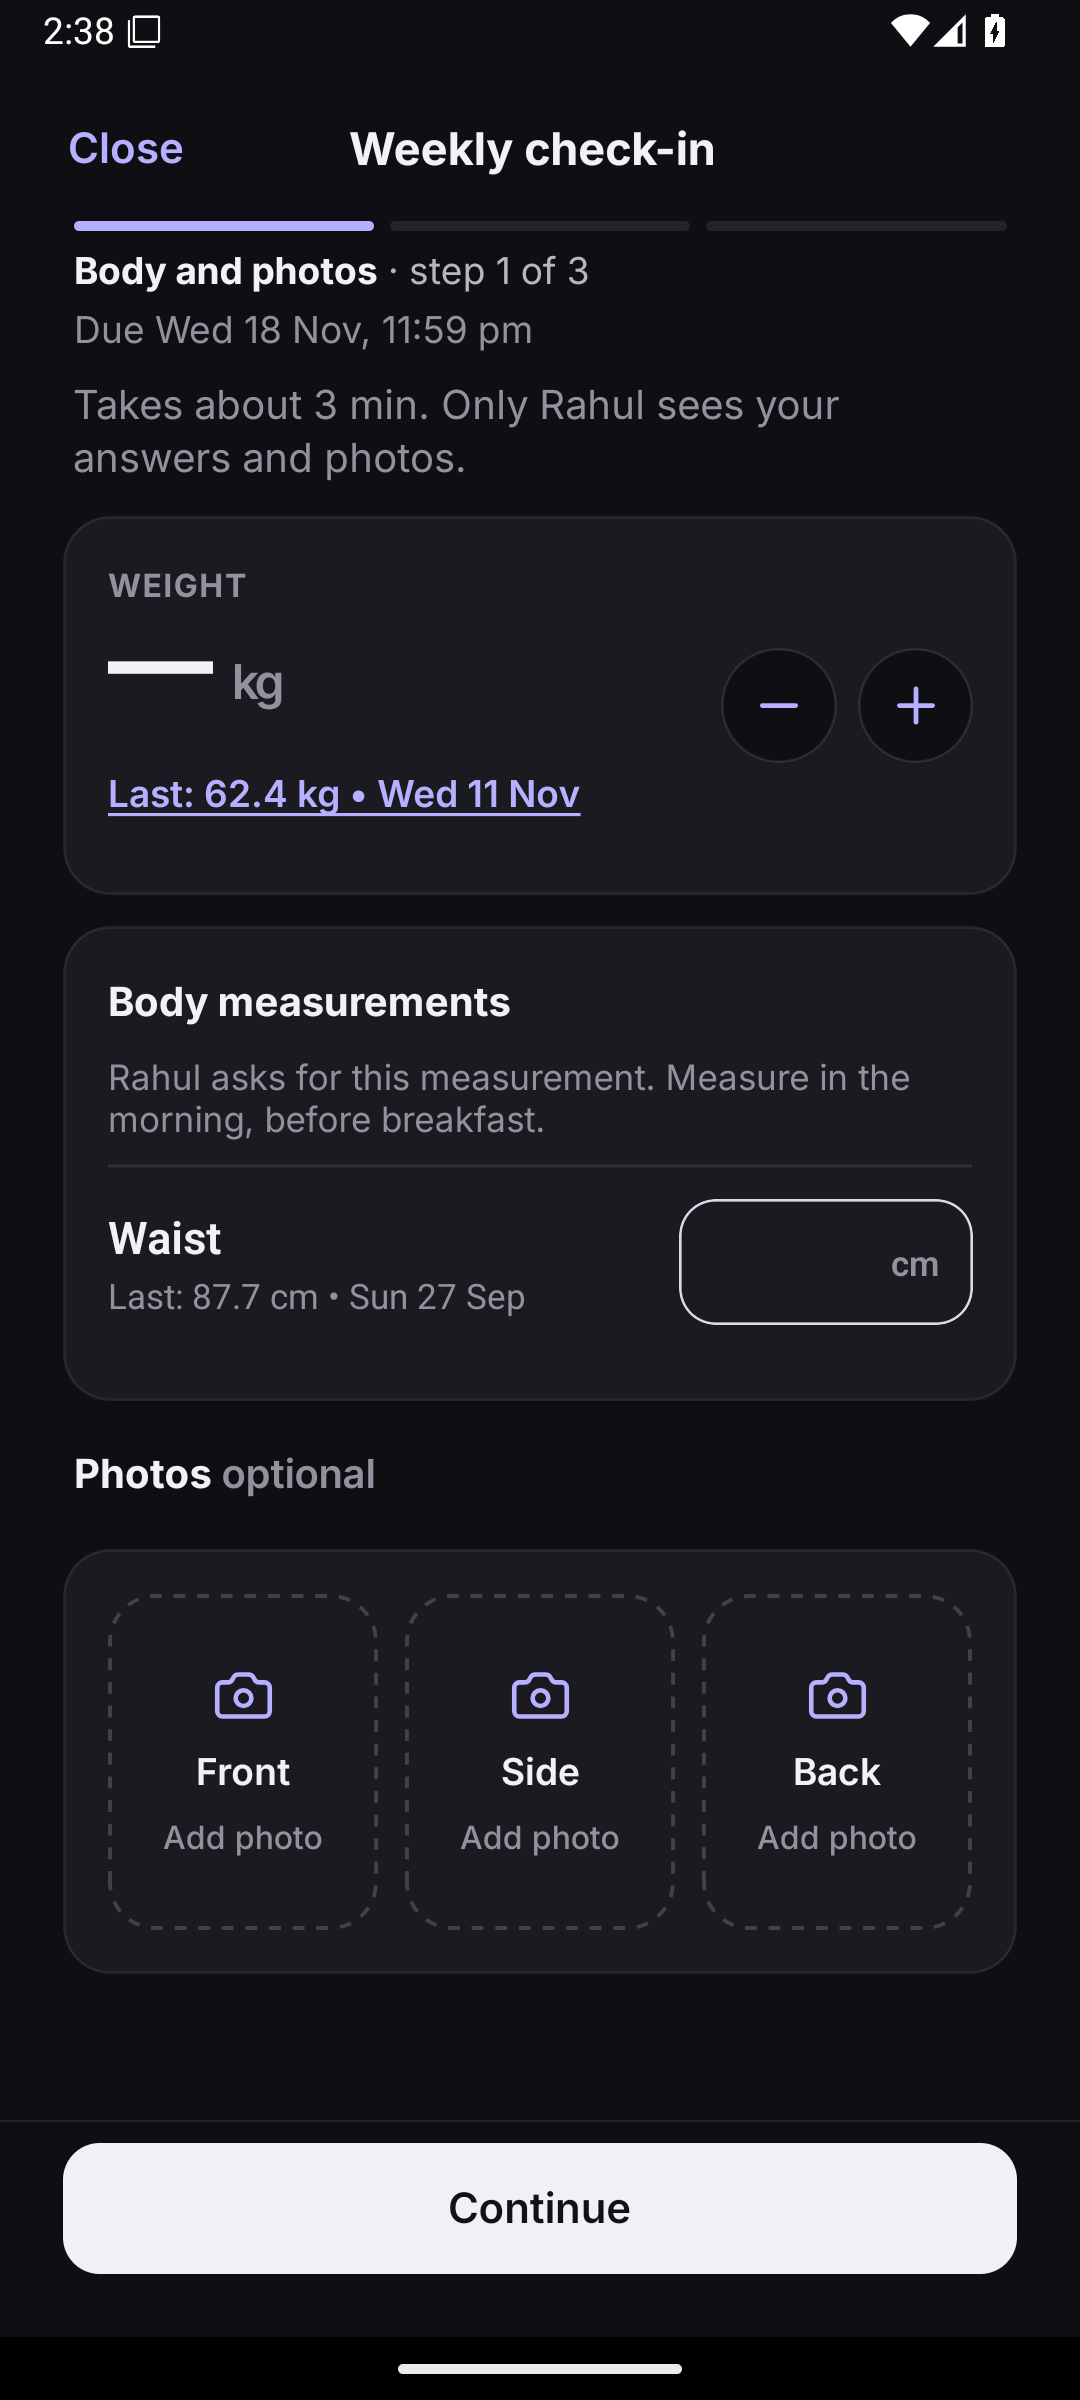 2:38
Close
Weekly check-in
Body and photos · step 1 of 3
Due Wed 18 Nov, 11:59 pm
Takes about 3 min. Only Rahul sees your
answers and photos.
WEIGHT
— kg
Last: 62.4 kg • Wed 11 Nov
Body measurements
Rahul asks for this measurement. Measure in the
morning, before breakfast.
Waist
cm
Last: 87.7 cm • Sun 27 Sep
Photos optional
Front
Add photo
Side
Add photo
Back
Add photo
Continue